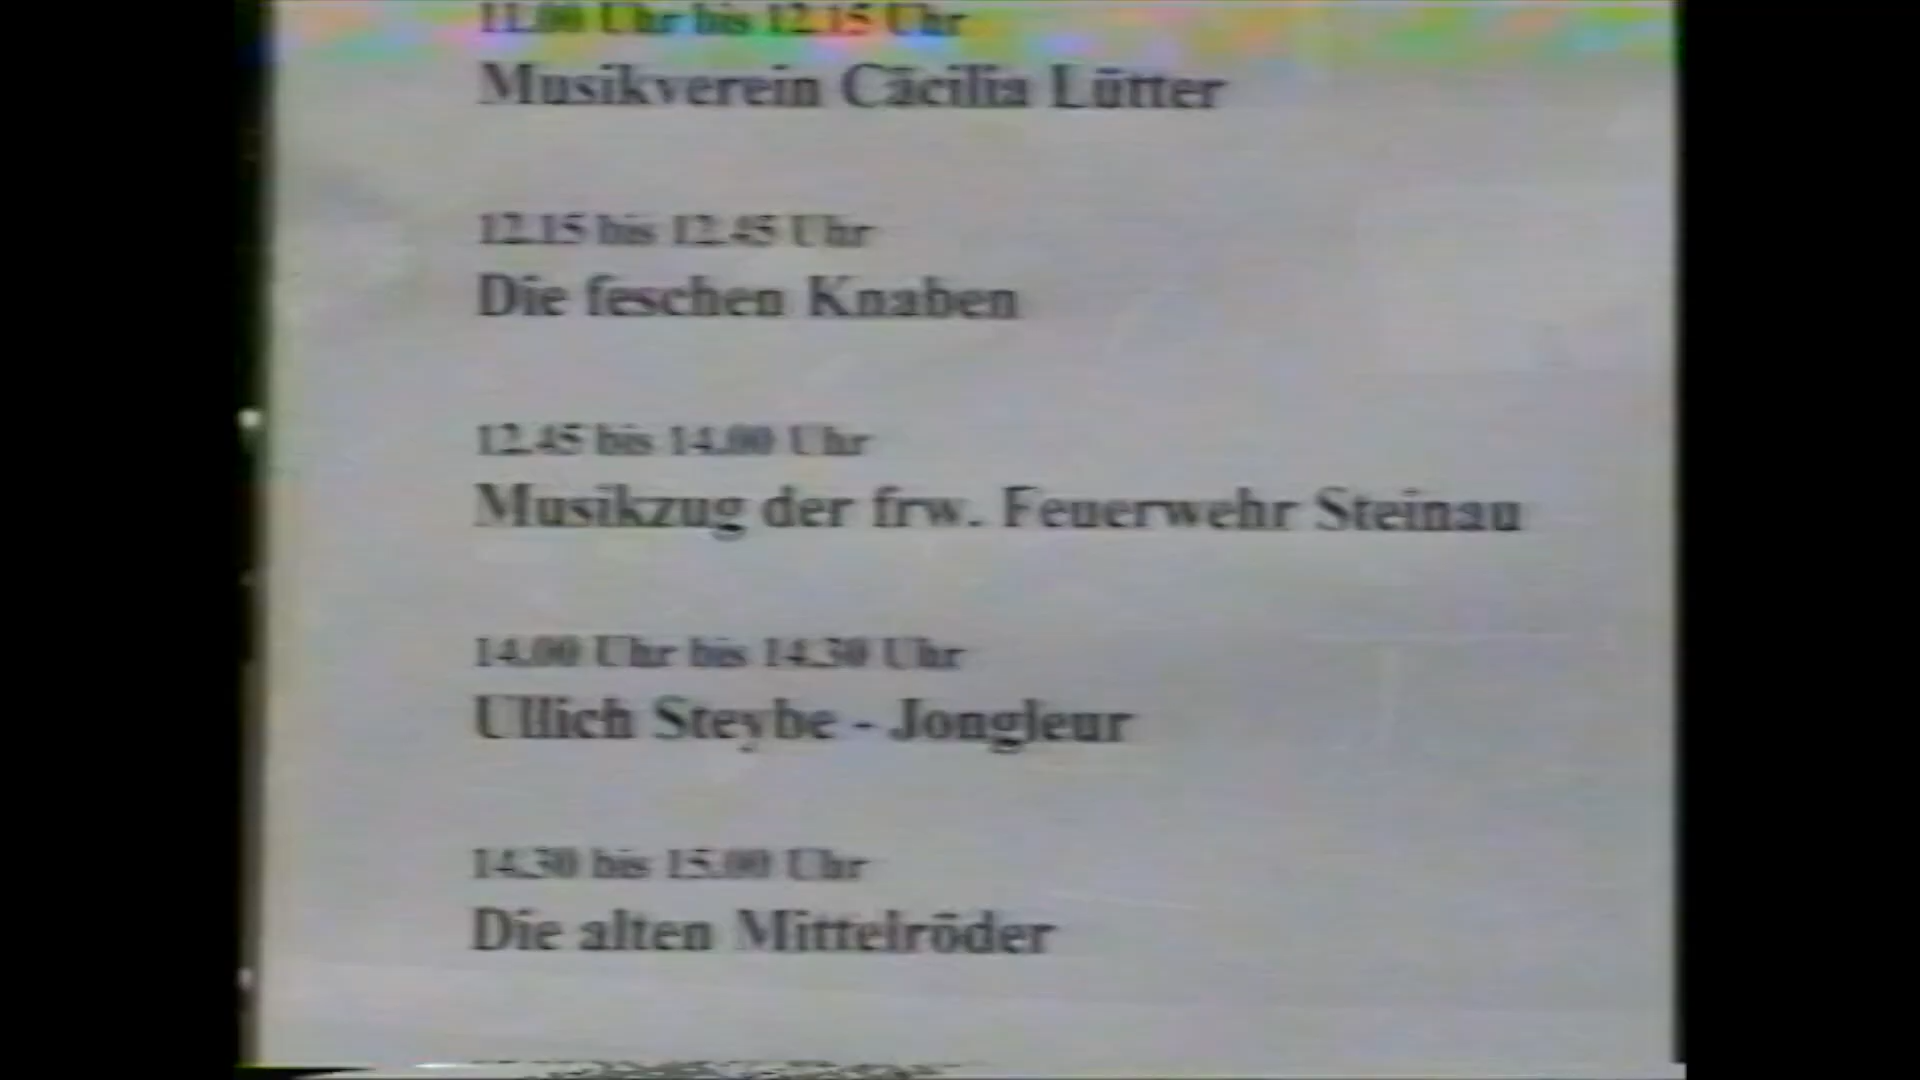 11.00 Uhr bis 12.15 Uhr
Musikverein Cäcilia Lütter
12.15 bis 12.45 Uhr
Die feschen Knaben
12.45 bis 14.00 Uhr
Musikzug der frw. Feuerwehr Steinau
14.00 Uhr bis 14.30 Uhr
Ullich Steybe - Jongleur
14.30 bis 15.00 Uhr
Die alten Mittelröder